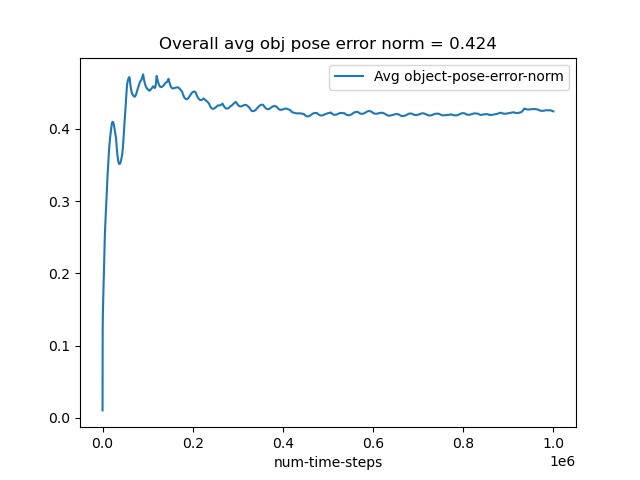 Overall avg obj pose error norm = 0.424
Avg object-pose-error-norm
0.4
0.3
0.2
0.1
0.0
0.0 0.2 0.4 0.6 0.8 1.0
1e6
num-time-steps